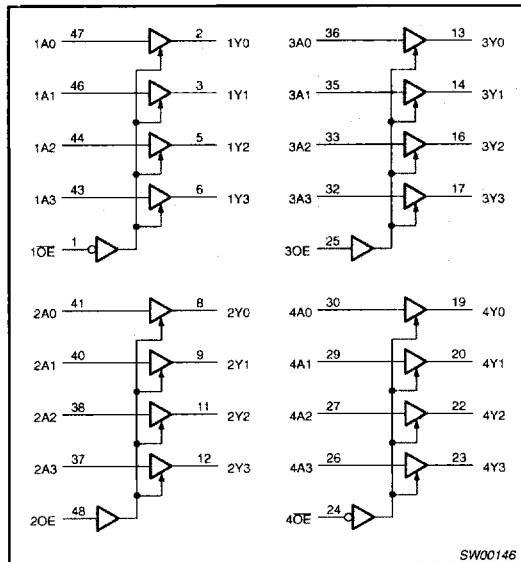 1A0 47 2 1Y0
1A1 46 3 1Y1
1A2 44 5 1Y2
1A3 43 6 1Y3
1O̅E̅ 1
3A0 36 13 3Y0
3A1 35 14 3Y1
3A2 33 16 3Y2
3A3 32 17 3Y3
3OE 25
2A0 41 8 2Y0
2A1 40 9 2Y1
2A2 38 11 2Y2
2A3 37 12 2Y3
2OE 48
4A0 30 19 4Y0
4A1 29 20 4Y1
4A2 27 22 4Y2
4A3 26 23 4Y3
4O̅E̅ 24
SW00146